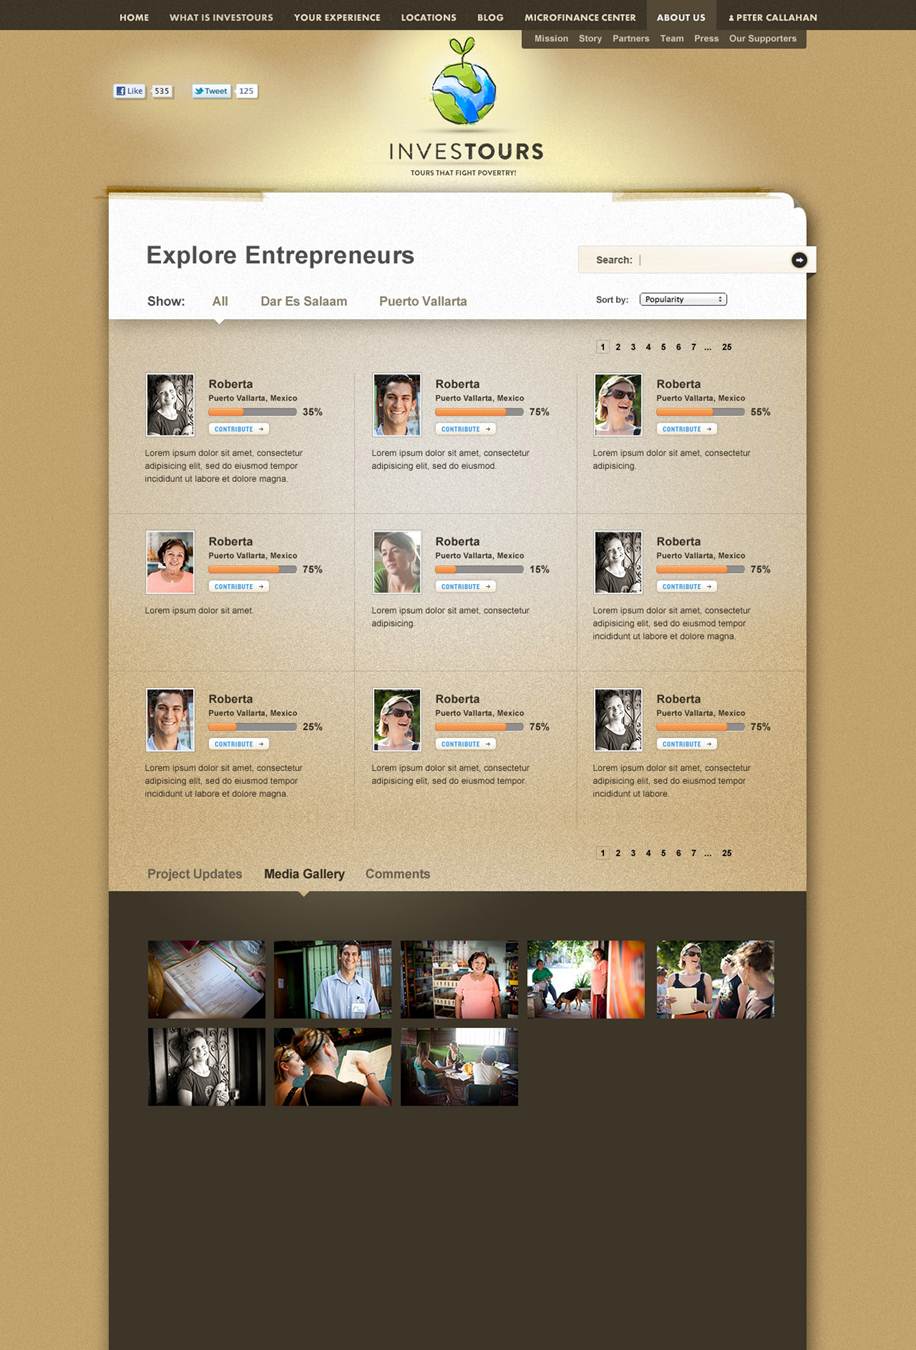 HOME WHAT IS INVESTOURS YOUR EXPERIENCE LOCATIONS BLOG MICROFINANCE CENTER ABOUT US PETER CALLAHAN
Mission Story Partners Team Press Our Supporters
Like 535 Tweet 125
INVESTOURS
TOURS THAT FIGHT POVERTRY!
Explore Entrepreneurs
Search:
Show: All Dar Es Salaam Puerto Vallarta
Sort by: Popularity
1 2 3 4 5 6 7 ... 25
Roberta
Puerto Vallarta, Mexico
35%
CONTRIBUTE
Lorem ipsum dolor sit amet, consectetur
adipisicing elit, sed do eiusmod tempor
incididunt ut labore et dolore magna.
Roberta
Puerto Vallarta, Mexico
75%
CONTRIBUTE
Lorem ipsum dolor sit amet, consectetur
adipisicing elit, sed do eiusmod.
Roberta
Puerto Vallarta, Mexico
55%
CONTRIBUTE
Lorem ipsum dolor sit amet, consectetur
adipisicing.
Roberta
Puerto Vallarta, Mexico
75%
CONTRIBUTE
Lorem ipsum dolor sit amet.
Roberta
Puerto Vallarta, Mexico
15%
CONTRIBUTE
Lorem ipsum dolor sit amet, consectetur
adipisicing.
Roberta
Puerto Vallarta, Mexico
75%
CONTRIBUTE
Lorem ipsum dolor sit amet, consectetur
adipisicing elit, sed do eiusmod tempor
incididunt ut labore et dolore magna.
Roberta
Puerto Vallarta, Mexico
25%
CONTRIBUTE
Lorem ipsum dolor sit amet, consectetur
adipisicing elit, sed do eiusmod tempor
incididunt ut labore et dolore magna.
Roberta
Puerto Vallarta, Mexico
75%
CONTRIBUTE
Lorem ipsum dolor sit amet, consectetur
adipisicing elit, sed do eiusmod tempor.
Roberta
Puerto Vallarta, Mexico
75%
CONTRIBUTE
Lorem ipsum dolor sit amet, consectetur
adipisicing elit, sed do eiusmod tempor
incididunt ut labore.
1 2 3 4 5 6 7 ... 25
Project Updates Media Gallery Comments